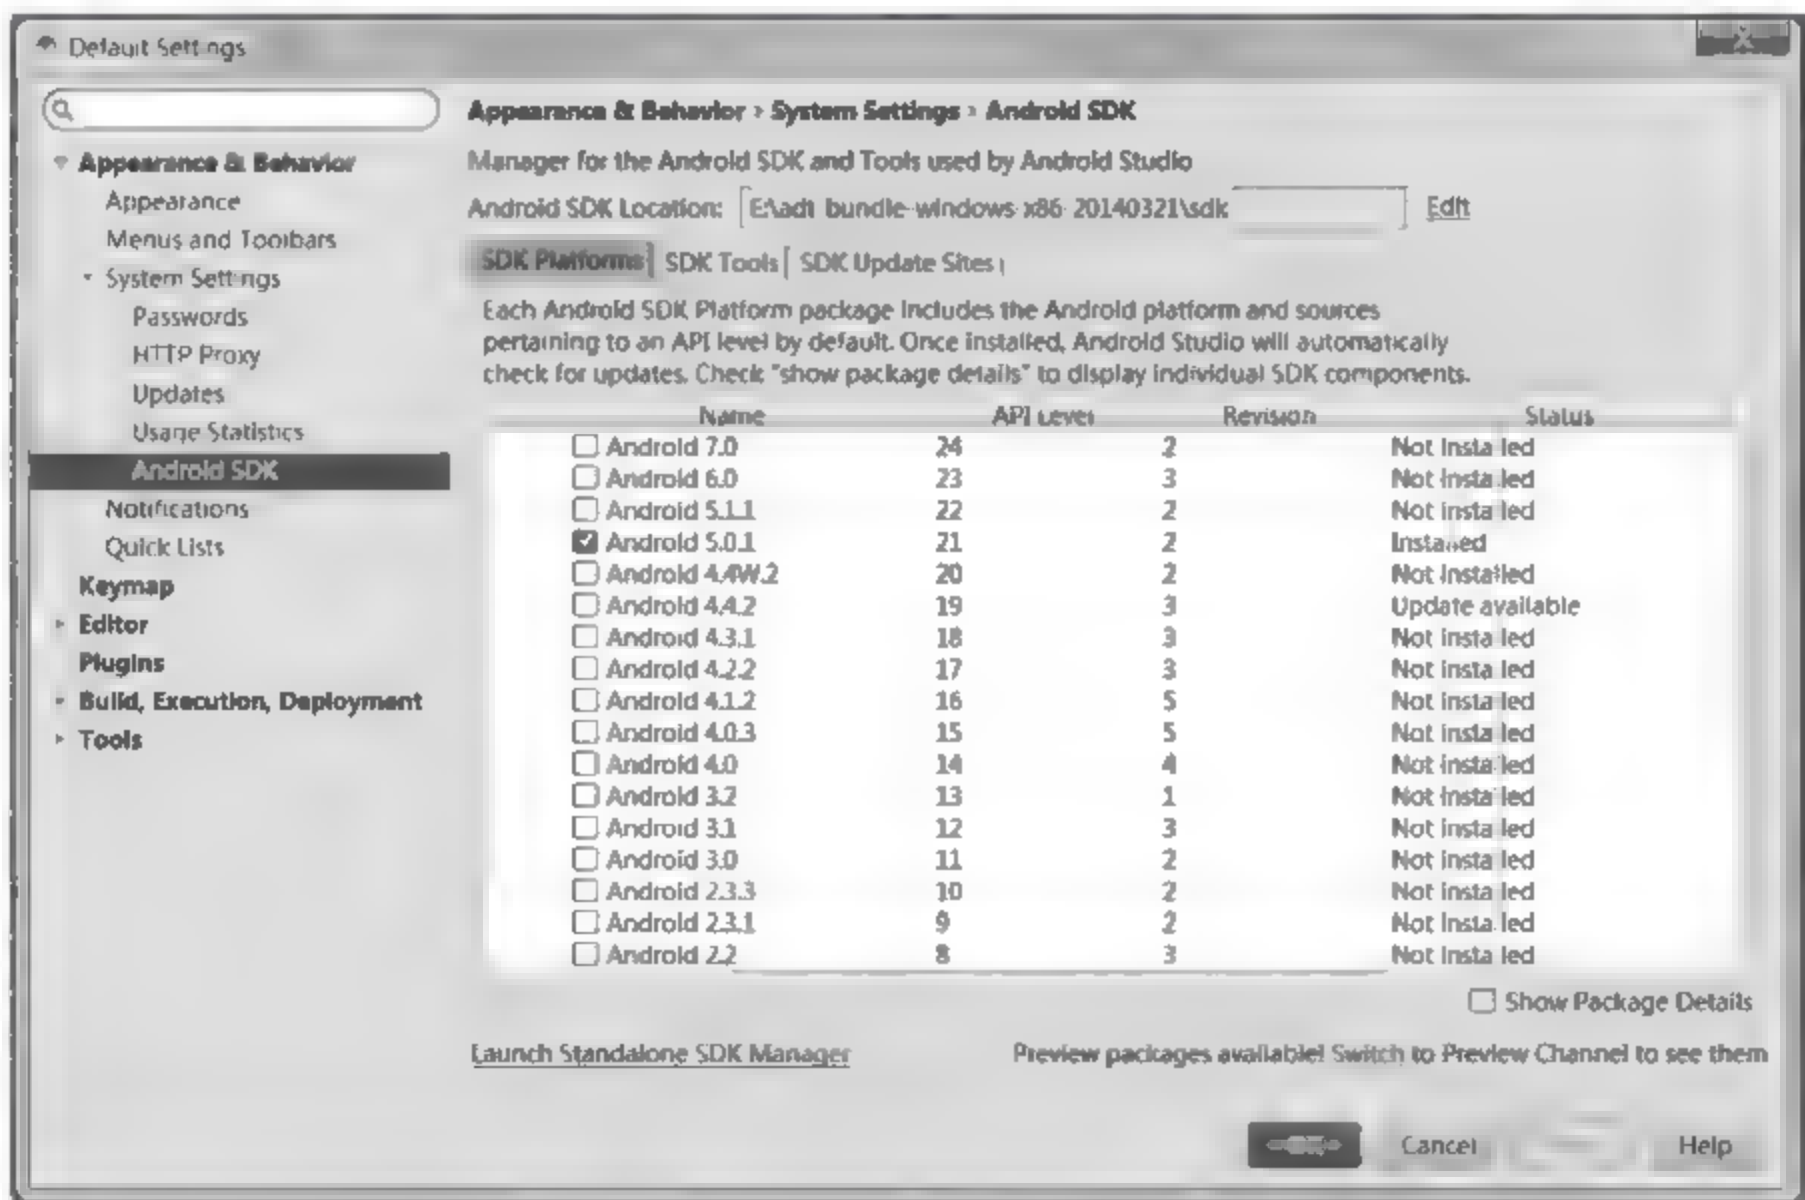 Default Settings
Appearance & Behavior
Appearance
Menus and Toolbars
System Settings
Passwords
HTTP Proxy
Updates
Usage Statistics
Android SDK
Notifications
Quick Lists
Keymap
Editor
Plugins
Build, Execution, Deployment
Tools
Appearance & Behavior › System Settings › Android SDK
Manager for the Android SDK and Tools used by Android Studio
Android SDK Location: E:\adt-bundle-windows-x86-20140321\sdk Edit
SDK Platforms SDK Tools SDK Update Sites
Each Android SDK Platform package includes the Android platform and sources
pertaining to an API level by default. Once installed, Android Studio will automatically
check for updates. Check "show package details" to display individual SDK components.
Name API Level Revision Status
Android 7.0 24 2 Not installed
Android 6.0 23 3 Not installed
Android 5.1.1 22 2 Not installed
Android 5.0.1 21 2 Installed
Android 4.4W.2 20 2 Not installed
Android 4.4.2 19 3 Update available
Android 4.3.1 18 3 Not installed
Android 4.2.2 17 3 Not installed
Android 4.1.2 16 5 Not installed
Android 4.0.3 15 5 Not installed
Android 4.0 14 4 Not installed
Android 3.2 13 1 Not installed
Android 3.1 12 3 Not installed
Android 3.0 11 2 Not installed
Android 2.3.3 10 2 Not installed
Android 2.3.1 9 2 Not installed
Android 2.2 8 3 Not installed
Show Package Details
Launch Standalone SDK Manager Preview packages available! Switch to Preview Channel to see them
Cancel Help